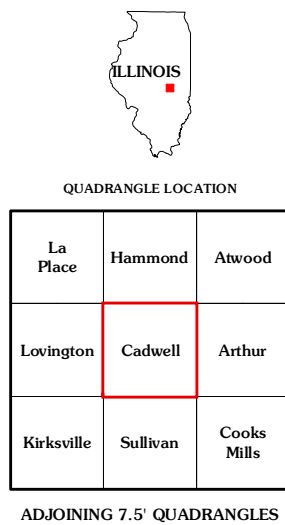 ILLINOIS
QUADRANGLE LOCATION
La
Place
Hammond
Atwood
Lovington
Cadwell
Arthur
Kirksville
Sullivan
Cooks
Mills
ADJOINING 7.5' QUADRANGLES